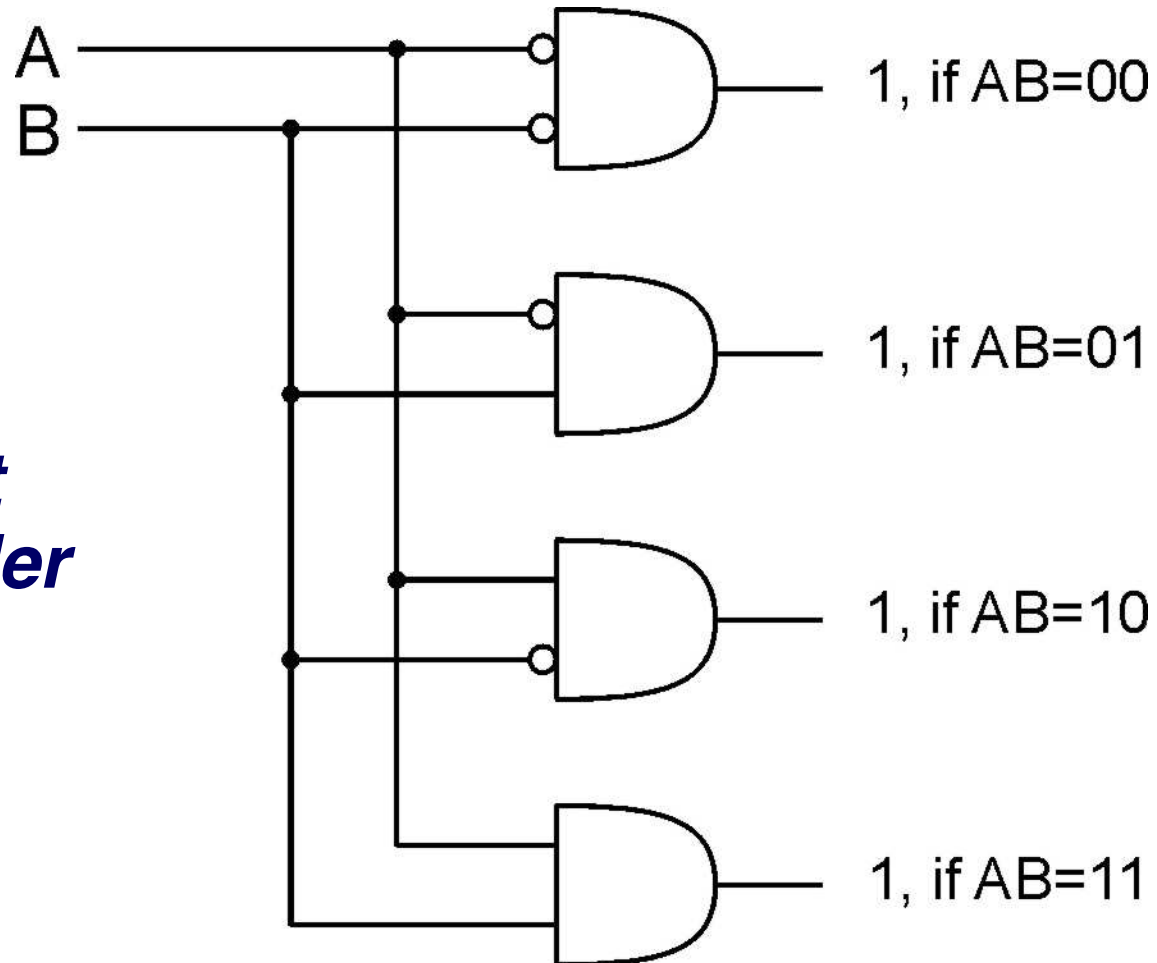 A
B
1, if AB=00
1, if AB=01
1, if AB=10
1, if AB=11